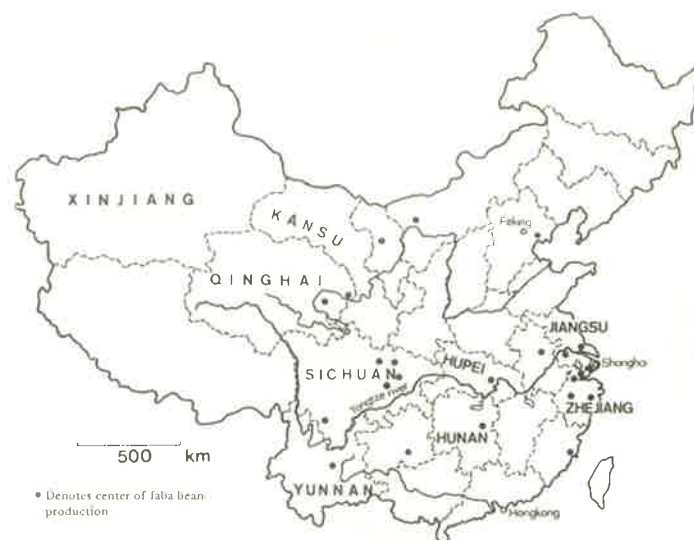 XINJIANG
KANSU
Peking
QINGHAI
JIANGSU
Shanghai
HUPEI
SICHUAN
Yangtze river
ZHEJIANG
HUNAN
500 km
YUNNAN
• Denotes center of faba bean
production
Hongkong